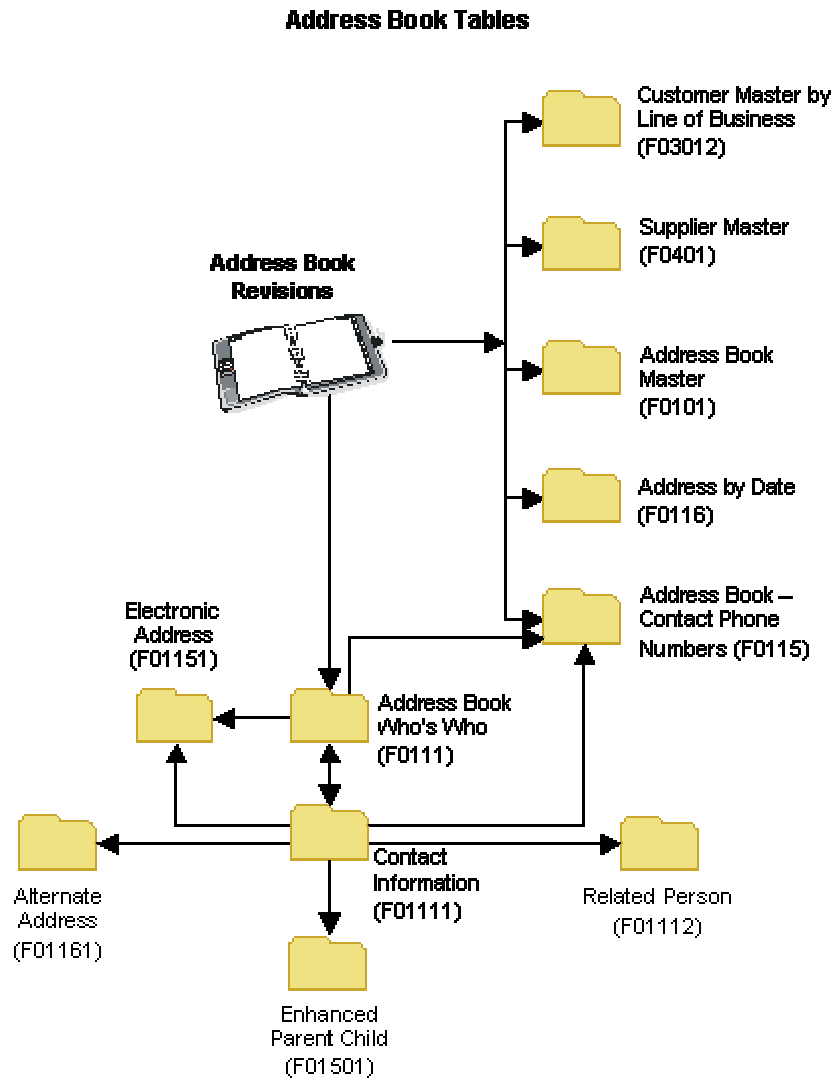 Address Book Tables
Customer Master by
Line of Business
(F03012)
Supplier Master
(F0401)
Address Book
Revisions
Address Book
Master
(F0101)
Address by Date
(F0116)
Address Book –
Contact Phone
Numbers (F0115)
Electronic
Address
(F01151)
Address Book
Who's Who
(F0111)
Contact
Information
(F01111)
Alternate
Address
(F01161)
Related Person
(F01112)
Enhanced
Parent Child
(F01501)